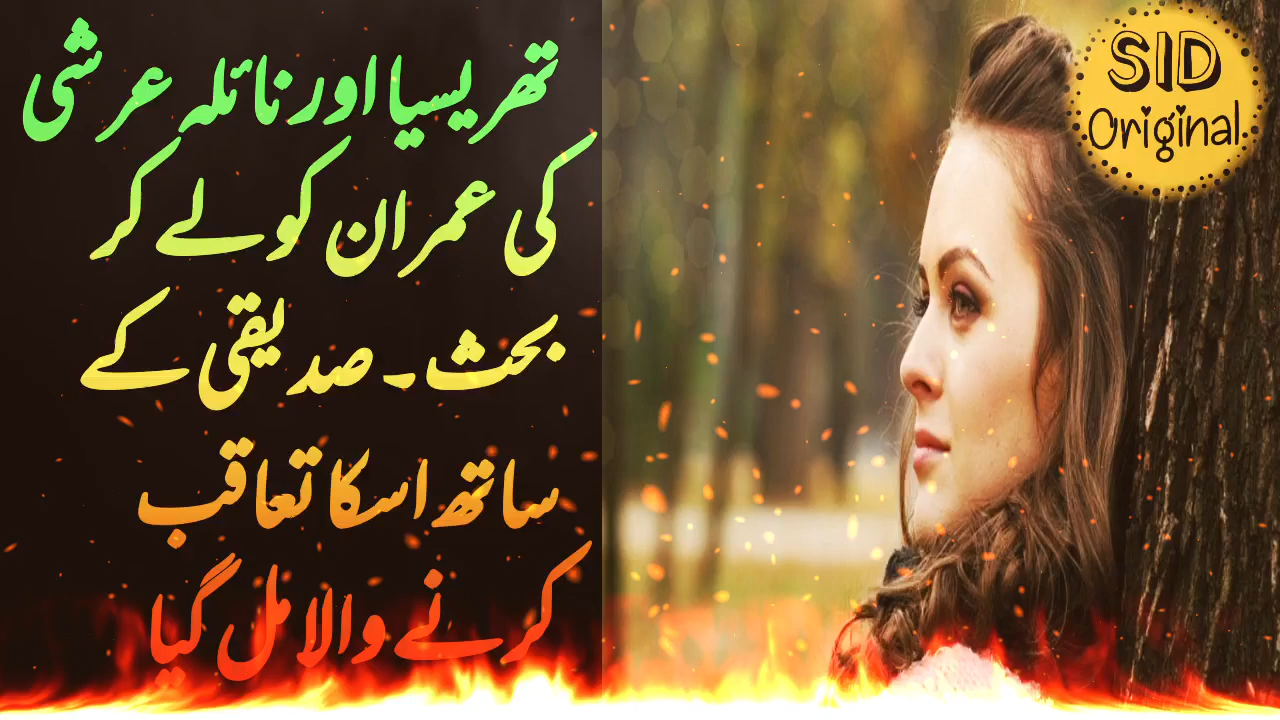 تھریسیا اور نائلہ عرشی
کی عمران کو لے کر
بحث۔ صدیقی کے
ساتھ اسکا تعاقب
کرنے والا مل گیا
SID
Original